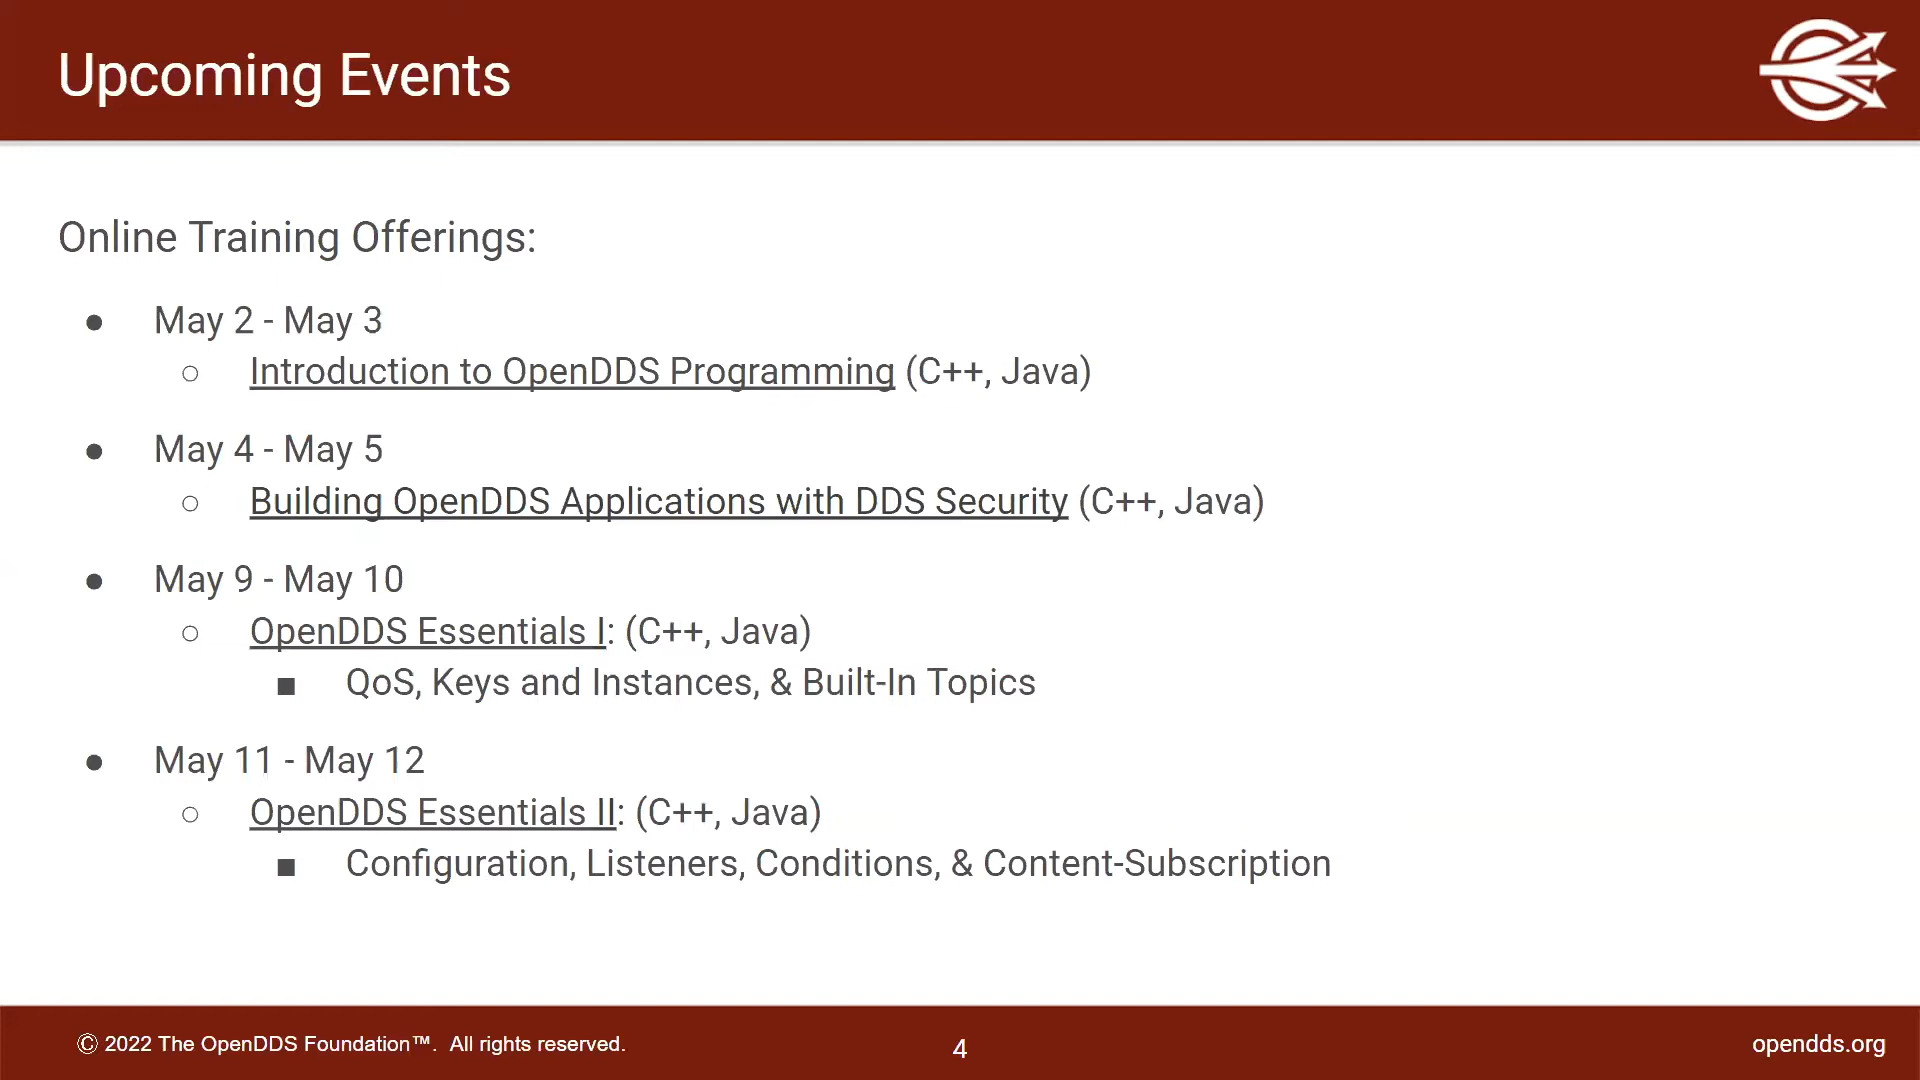 Upcoming Events
Online Training Offerings:
● May 2 - May 3
○ Introduction to OpenDDS Programming (C++, Java)
● May 4 - May 5
○ Building OpenDDS Applications with DDS Security (C++, Java)
● May 9 - May 10
○ OpenDDS Essentials I: (C++, Java)
■ QoS, Keys and Instances, & Built-In Topics
● May 11 - May 12
○ OpenDDS Essentials II: (C++, Java)
■ Configuration, Listeners, Conditions, & Content-Subscription
© 2022 The OpenDDS Foundation™. All rights reserved.
4
opendds.org